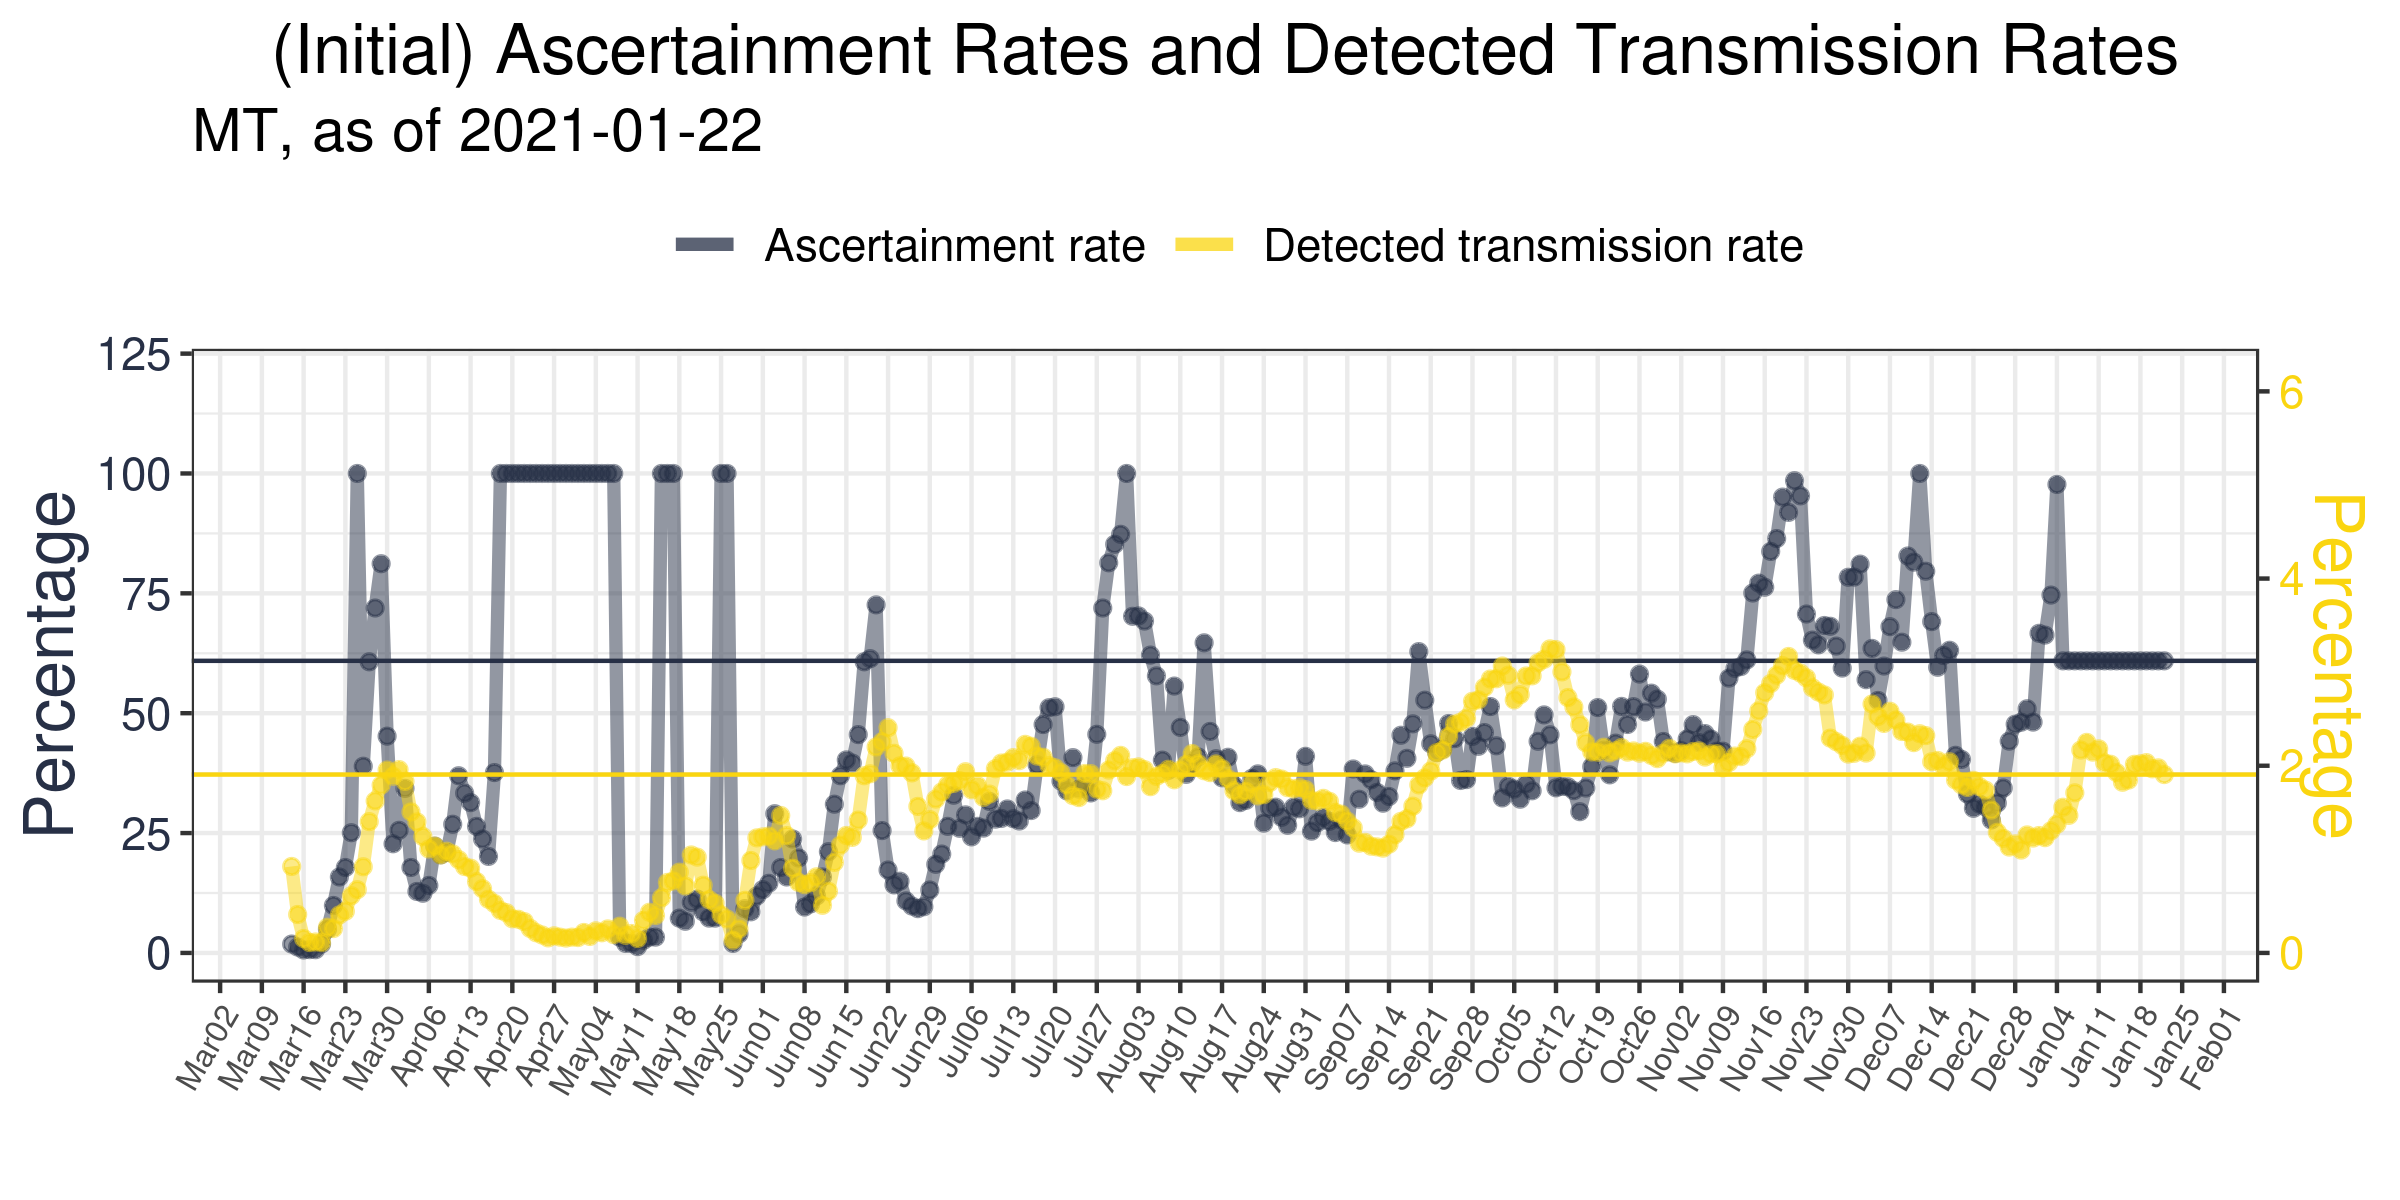 (Initial) Ascertainment Rates and Detected Transmission Rates
MT, as of 2021-01-22
Ascertainment rate
Detected transmission rate
Percentage
125
100
75
50
25
0
6
4
2
0
Percentage
Mar02
Mar09
Mar16
Mar23
Mar30
Apr06
Apr13
Apr20
Apr27
May04
May11
May18
May25
Jun01
Jun08
Jun15
Jun22
Jun29
Jul06
Jul13
Jul20
Jul27
Aug03
Aug10
Aug17
Aug24
Aug31
Sep07
Sep14
Sep21
Sep28
Oct05
Oct12
Oct19
Oct26
Nov02
Nov09
Nov16
Nov23
Nov30
Dec07
Dec14
Dec21
Dec28
Jan04
Jan11
Jan18
Jan25
Feb01